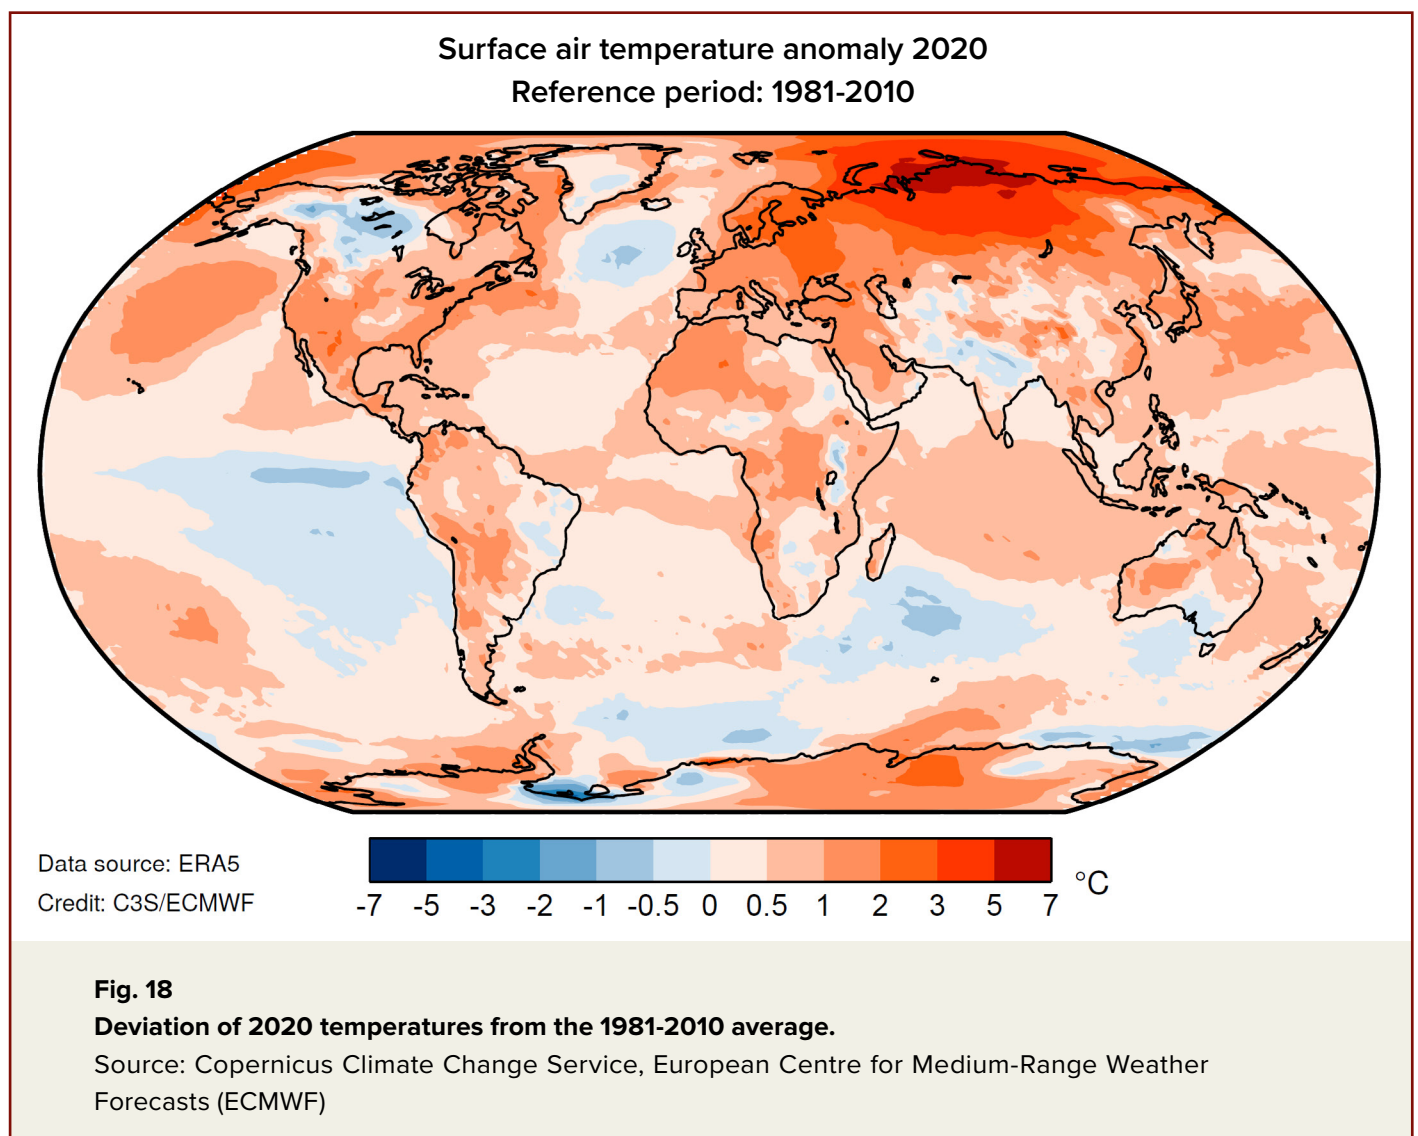 Surface air temperature anomaly 2020
Reference period: 1981-2010
Data source: ERA5
Credit: C3S/ECMWF
-7 -5 -3 -2 -1 -0.5 0 0.5 1 2 3 5 7
°C
Fig. 18
Deviation of 2020 temperatures from the 1981-2010 average.
Source: Copernicus Climate Change Service, European Centre for Medium-Range Weather
Forecasts (ECMWF)